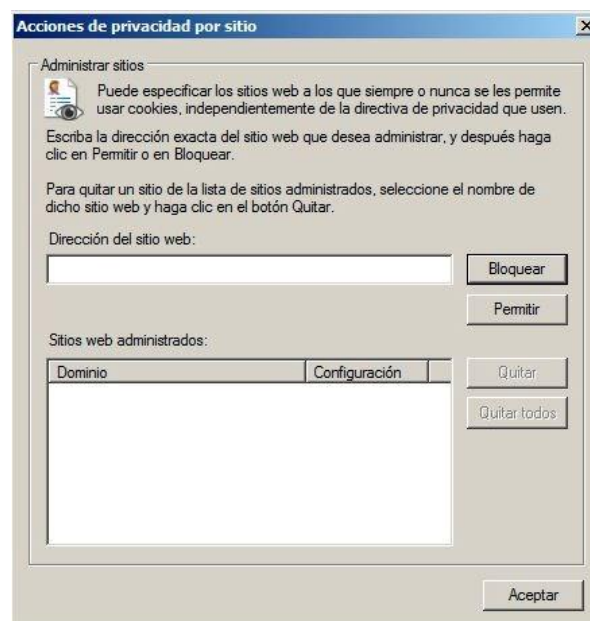 Acciones de privacidad por sitio
Administrar sitios
Puede especificar los sitios web a los que siempre o nunca se les permite
usar cookies, independientemente de la directiva de privacidad que usen.
Escriba la dirección exacta del sitio web que desea administrar, y después haga
clic en Permitir o en Bloquear.
Para quitar un sitio de la lista de sitios administrados, seleccione el nombre de
dicho sitio web y haga clic en el botón Quitar.
Dirección del sitio web:
Bloquear
Permitir
Sitios web administrados:
Dominio Configuración
Quitar
Quitar todos
Aceptar